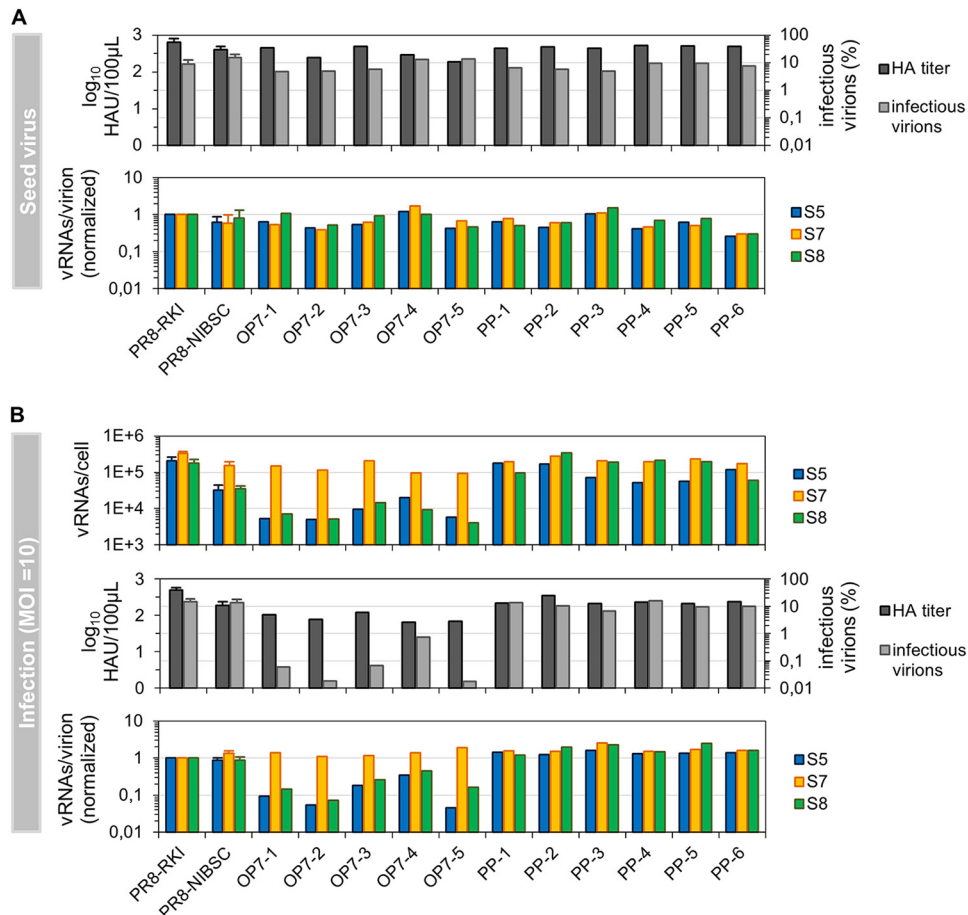 A
Seed virus
log10
HAU/100µL
3
2
1
0
100
10
1
0,1
0,01
infectious
virions (%)
HA titer
infectious
virions
vRNAs/virion
(normalized)
10
1
0,1
0,01
S5
S7
S8
PR8-RKI
PR8-NIBSC
OP7-1
OP7-2
OP7-3
OP7-4
OP7-5
PP-1
PP-2
PP-3
PP-4
PP-5
PP-6
B
Infection (MOI =10)
vRNAs/cell
1E+6
1E+5
1E+4
1E+3
S5
S7
S8
log10
HAU/100µL
3
2
1
0
100
10
1
0,1
0,01
infectious
virions (%)
HA titer
infectious
virions
vRNAs/virion
(normalized)
10
1
0,1
0,01
S5
S7
S8
PR8-RKI
PR8-NIBSC
OP7-1
OP7-2
OP7-3
OP7-4
OP7-5
PP-1
PP-2
PP-3
PP-4
PP-5
PP-6